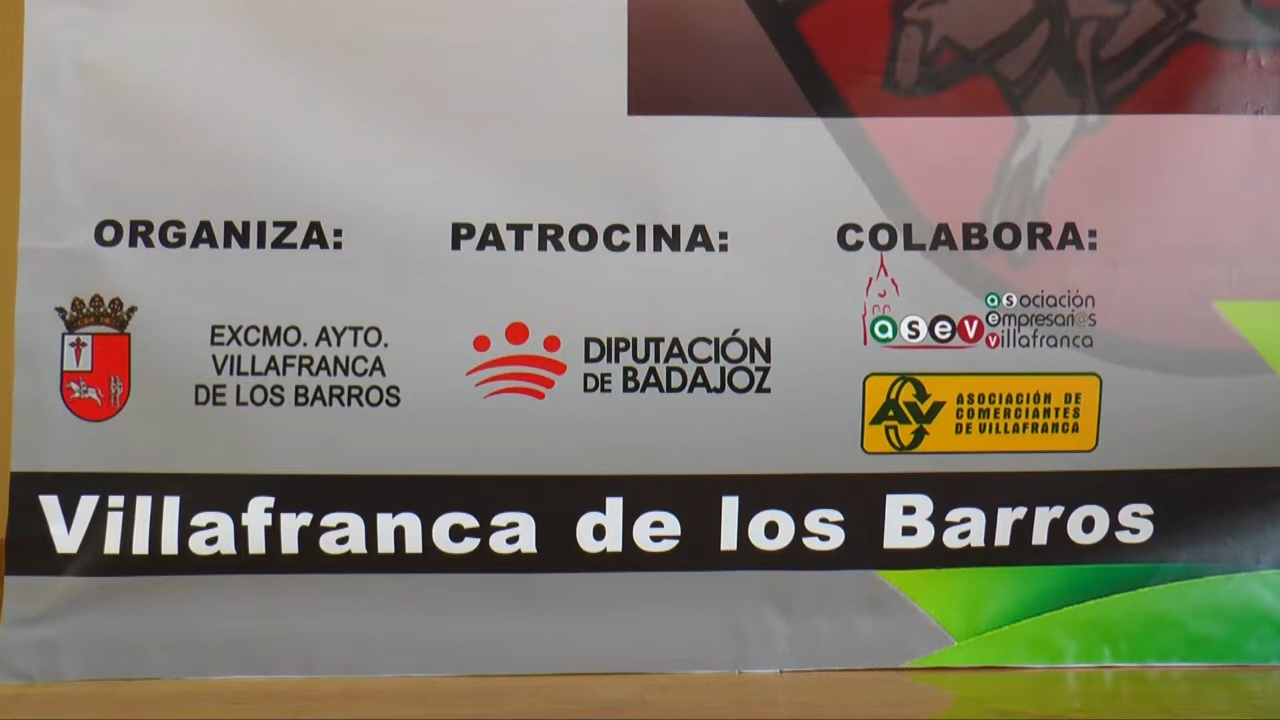 ORGANIZA:
EXCMO. AYTO.
VILLAFRANCA
DE LOS BARROS
PATROCINA:
DIPUTACIÓN
DE BADAJOZ
COLABORA:
asev
asociación
empresari@s
villafranca
AV
ASOCIACIÓN DE
COMERCIANTES
DE VILLAFRANCA
Villafranca de los Barros